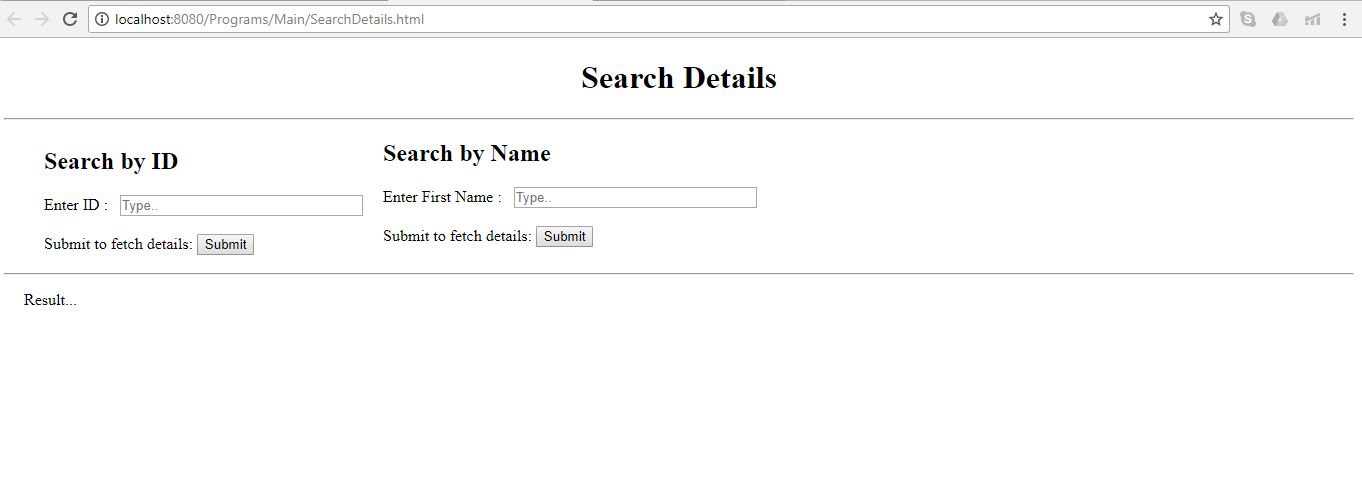 localhost:8080/Programs/Main/SearchDetails.html
Search Details
Search by ID
Enter ID : Type..
Submit to fetch details: Submit
Search by Name
Enter First Name : Type..
Submit to fetch details: Submit
Result...